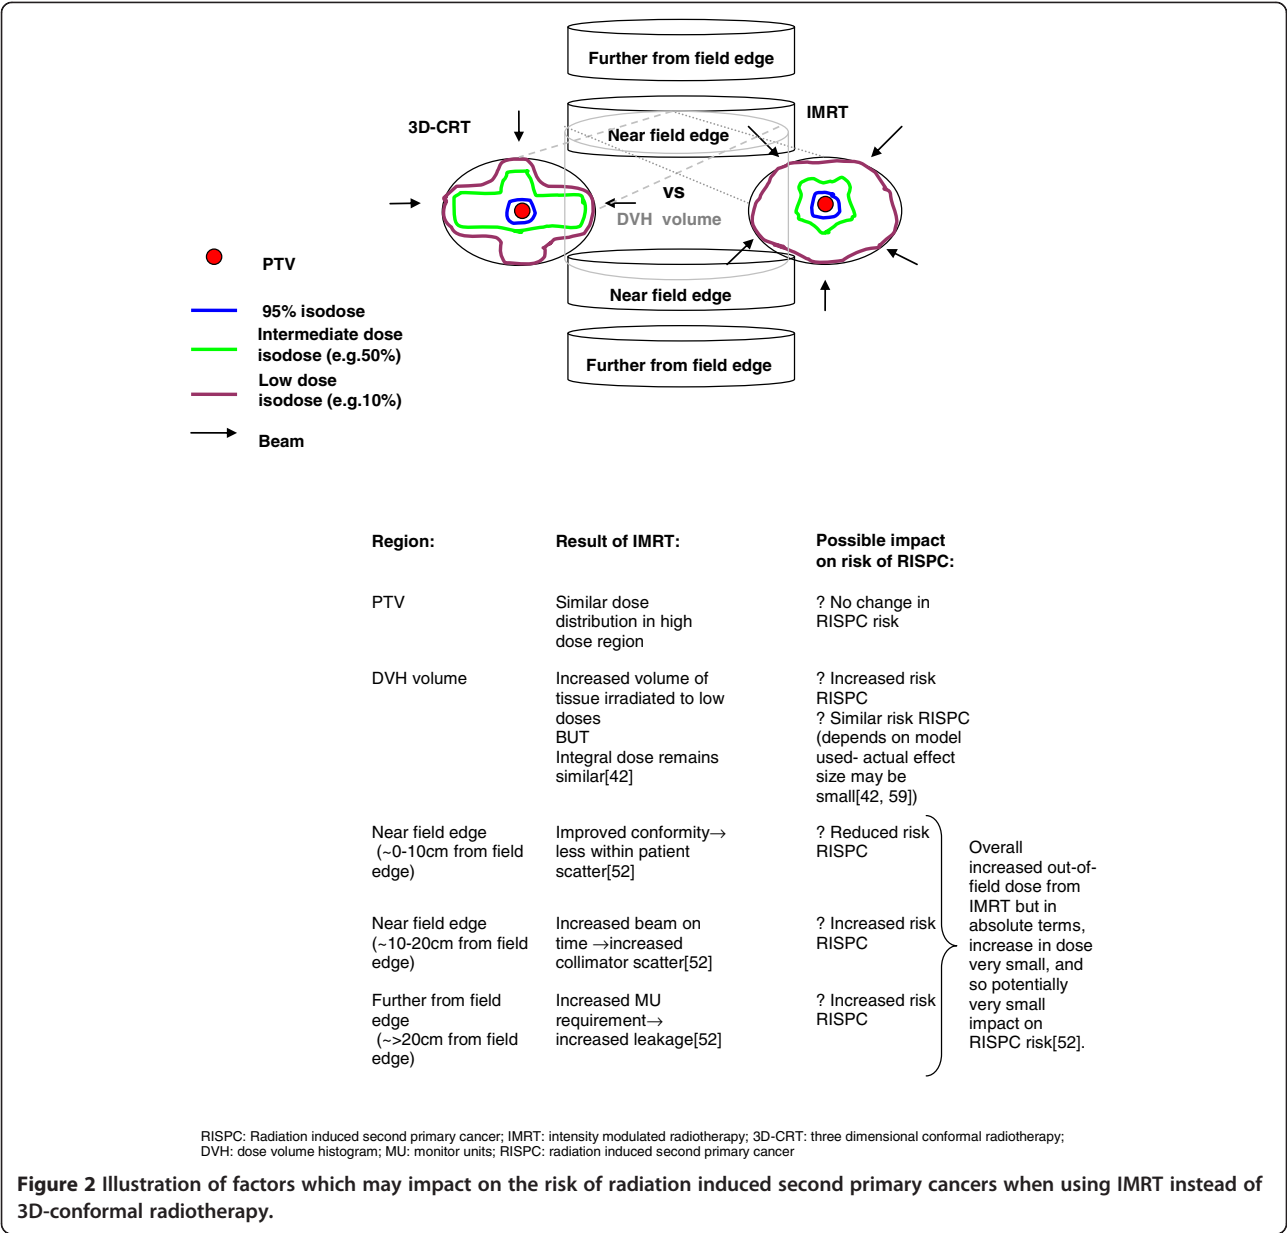 Further from field edge
3D-CRT
IMRT
Near field edge
vs
DVH volume
Near field edge
Further from field edge
PTV
95% isodose
Intermediate dose
isodose (e.g.50%)
Low dose
isodose (e.g.10%)
Beam
Region:
Result of IMRT:
Possible impact
on risk of RISPC:
PTV
Similar dose
distribution in high
dose region
? No change in
RISPC risk
DVH volume
Increased volume of
tissue irradiated to low
doses
BUT
Integral dose remains
similar[42]
? Increased risk
RISPC
? Similar risk RISPC
(depends on model
used- actual effect
size may be
small[42, 59])
Near field edge
(~0-10cm from field
edge)
Improved conformity→
less within patient
scatter[52]
? Reduced risk
RISPC
Near field edge
(~10-20cm from field
edge)
Increased beam on
time →increased
collimator scatter[52]
? Increased risk
RISPC
Further from field
edge
(~>20cm from field
edge)
Increased MU
requirement→
increased leakage[52]
? Increased risk
RISPC
Overall
increased out-of-
field dose from
IMRT but in
absolute terms,
increase in dose
very small, and
so potentially
very small
impact on
RISPC risk[52].
RISPC: Radiation induced second primary cancer; IMRT: intensity modulated radiotherapy; 3D-CRT: three dimensional conformal radiotherapy;
DVH: dose volume histogram; MU: monitor units; RISPC: radiation induced second primary cancer
Figure 2 Illustration of factors which may impact on the risk of radiation induced second primary cancers when using IMRT instead of
3D-conformal radiotherapy.